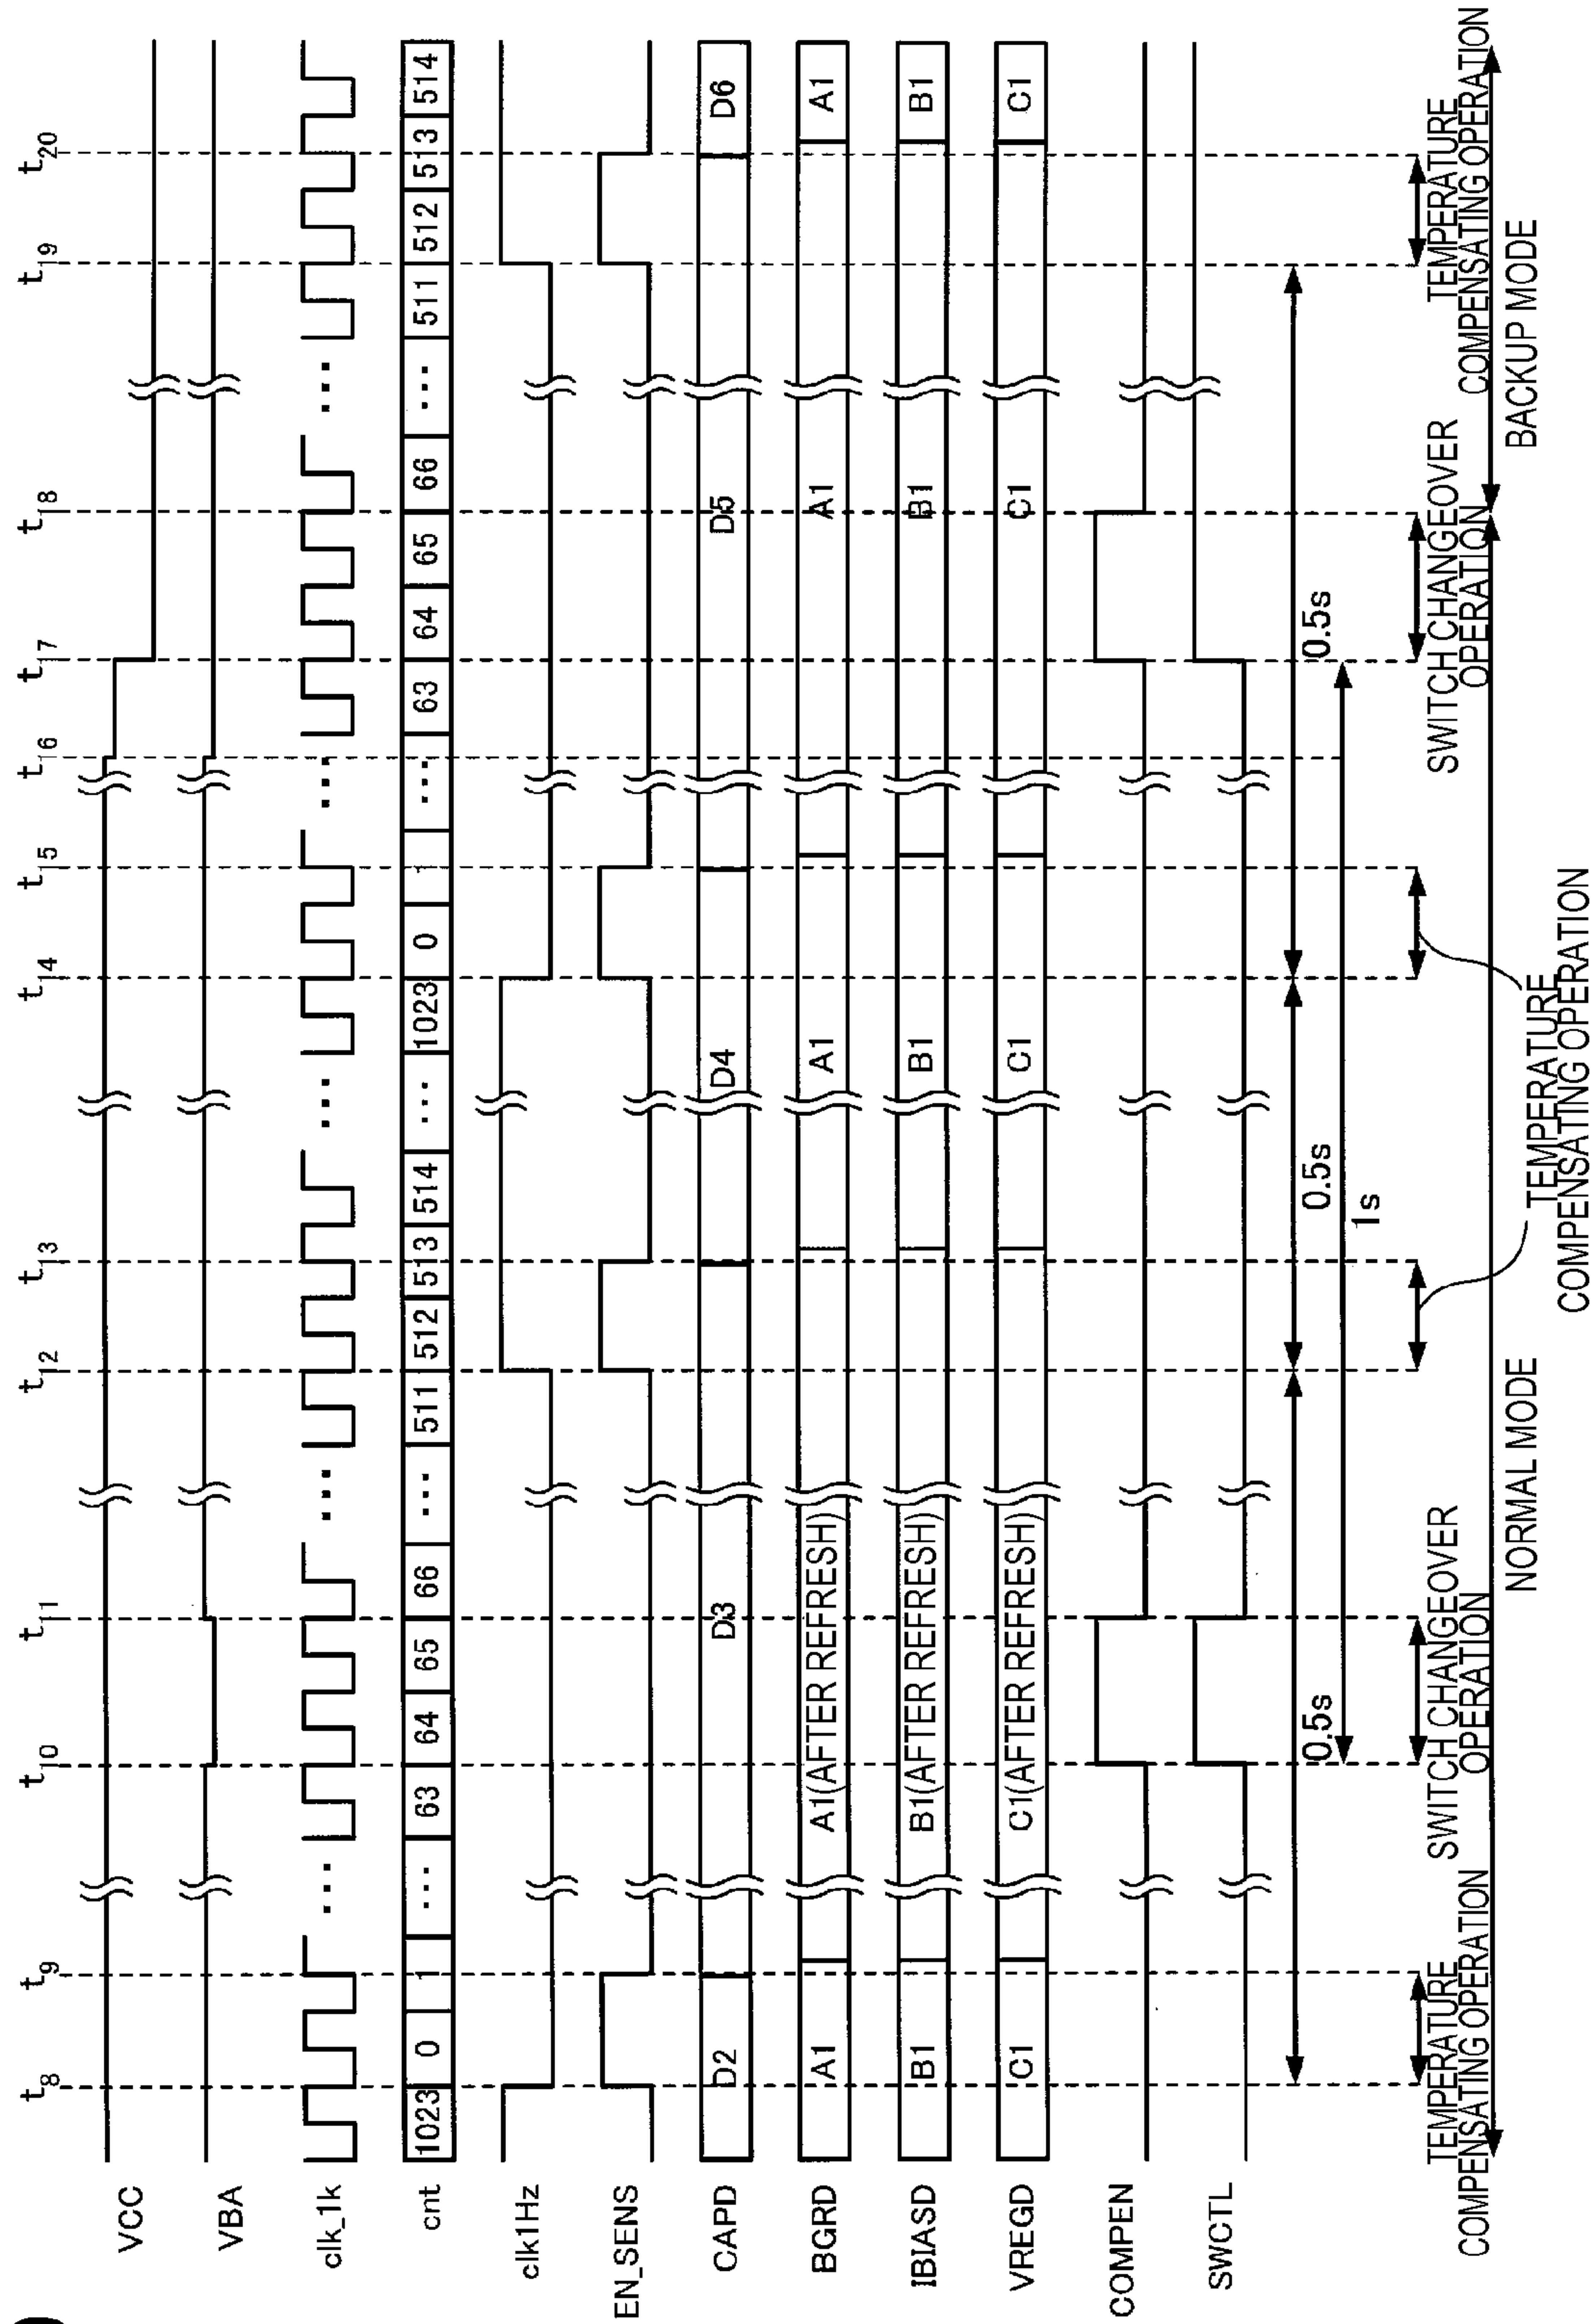 t8 t9 t10 t11 t12 t13 t14 t15 t16 t17 t18 t19 t20
VCC
VBA
clk_1k ... ... ... ... ...
cnt 1023 0 1 ... 63 64 65 66 ... 511 512 513 514 ... 1023 0 1 ... 63 64 65 66 ... 511 512 513 514
clk1Hz
EN_SENS
CAPD D2 D3 D4 D5 D6
BGRD A1 A1(AFTER REFRESH) A1 A1 A1
IBIASD B1 B1(AFTER REFRESH) B1 B1 B1
VREGD C1 C1(AFTER REFRESH) C1 C1 C1
COMPEN
SWCTL
0.5s 0.5s 0.5s
1s
TEMPERATURE
COMPENSATING OPERATION
SWITCH CHANGEOVER
OPERATION
TEMPERATURE
COMPENSATING OPERATION
SWITCH CHANGEOVER
OPERATION
TEMPERATURE
COMPENSATING OPERATION
NORMAL MODE
BACKUP MODE